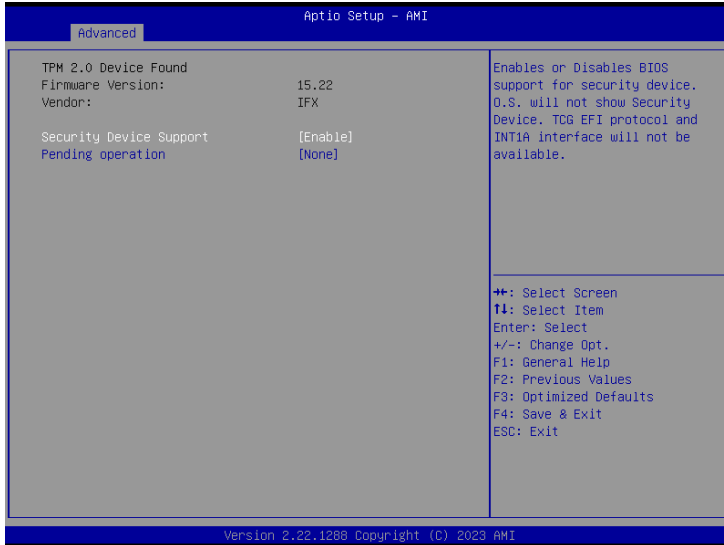 Aptio Setup - AMI
Advanced
TPM 2.0 Device Found
Firmware Version: 15.22
Vendor: IFX
Security Device Support [Enable]
Pending operation [None]
Enables or Disables BIOS
support for security device.
O.S. will not show Security
Device. TCG EFI protocol and
INT1A interface will not be
available.
→←: Select Screen
↑↓: Select Item
Enter: Select
+/-: Change Opt.
F1: General Help
F2: Previous Values
F3: Optimized Defaults
F4: Save & Exit
ESC: Exit
Version 2.22.1288 Copyright (C) 2023 AMI